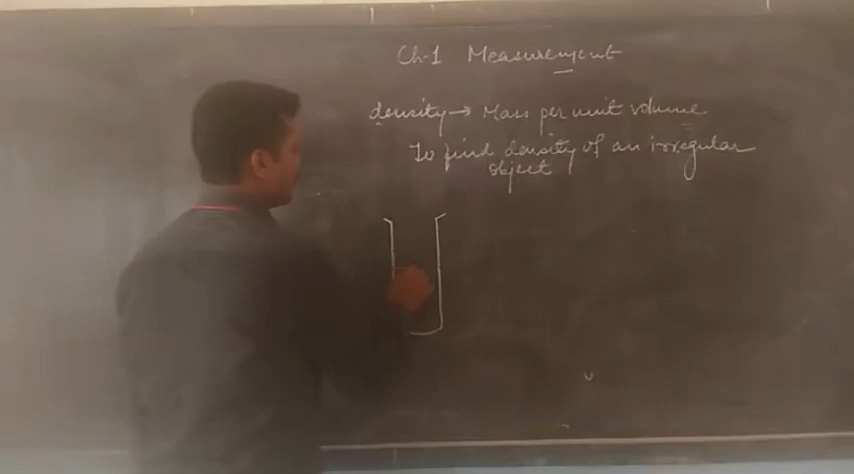 Ch-1 Measurement
density → Mass per unit volume
To find density of an irregular
object